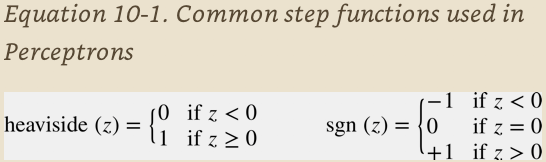 Equation 10-1. Common step functions used in
Perceptrons
heaviside (z) = {0 if z < 0
1 if z ≥ 0
sgn (z) = {−1 if z < 0
0 if z = 0
+1 if z > 0